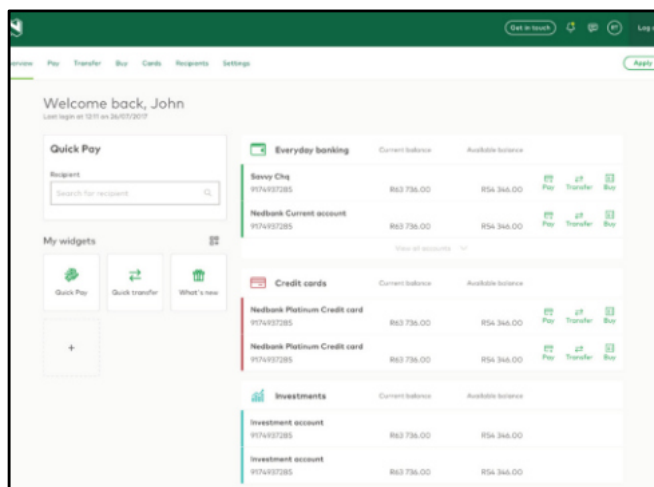 Get in touch
Log
Pay Transfer Buy Cards Recipients Settings
Apply
Welcome back, John
Last login at 12:11 on 26/07/2017
Quick Pay
Recipient
Search for recipient
My widgets
Quick Pay Quick transfer What's new
+
Everyday banking Current balance Available balance
Savvy Chq
9174937285 R63 736.00 R54 346.00 Pay Transfer Buy
Nedbank Current account
9174937285 R63 736.00 R54 346.00 Pay Transfer Buy
View all accounts
Credit cards Current balance Available balance
Nedbank Platinum Credit card
9174937285 R63 736.00 R54 346.00 Pay Transfer Buy
Nedbank Platinum Credit card
9174937285 R63 736.00 R54 346.00 Pay Transfer Buy
Investments Current balance Available balance
Investment account
9174937285 R63 736.00 R54 346.00
Investment account
9174937285 R63 736.00 R54 346.00